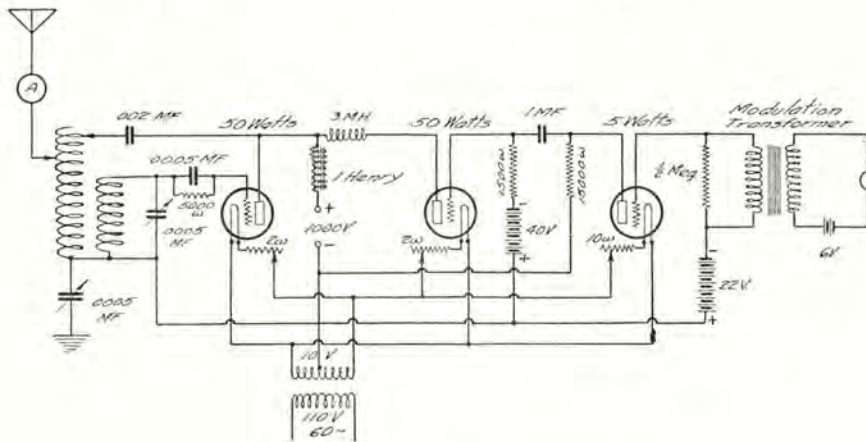 A
.002 MF
50 Watts
3 MH
50 Watts
1 MF
5 Watts
Modulation
Transformer
.0005 MF
5000
ω
.0005
MF
1 Henry
+
1000V
-
2ω
2ω
1500ω
-
40V
+
15000ω
10ω
½ Meg
-
22V
+
6V
.0005
MF
10 V
110V
60~